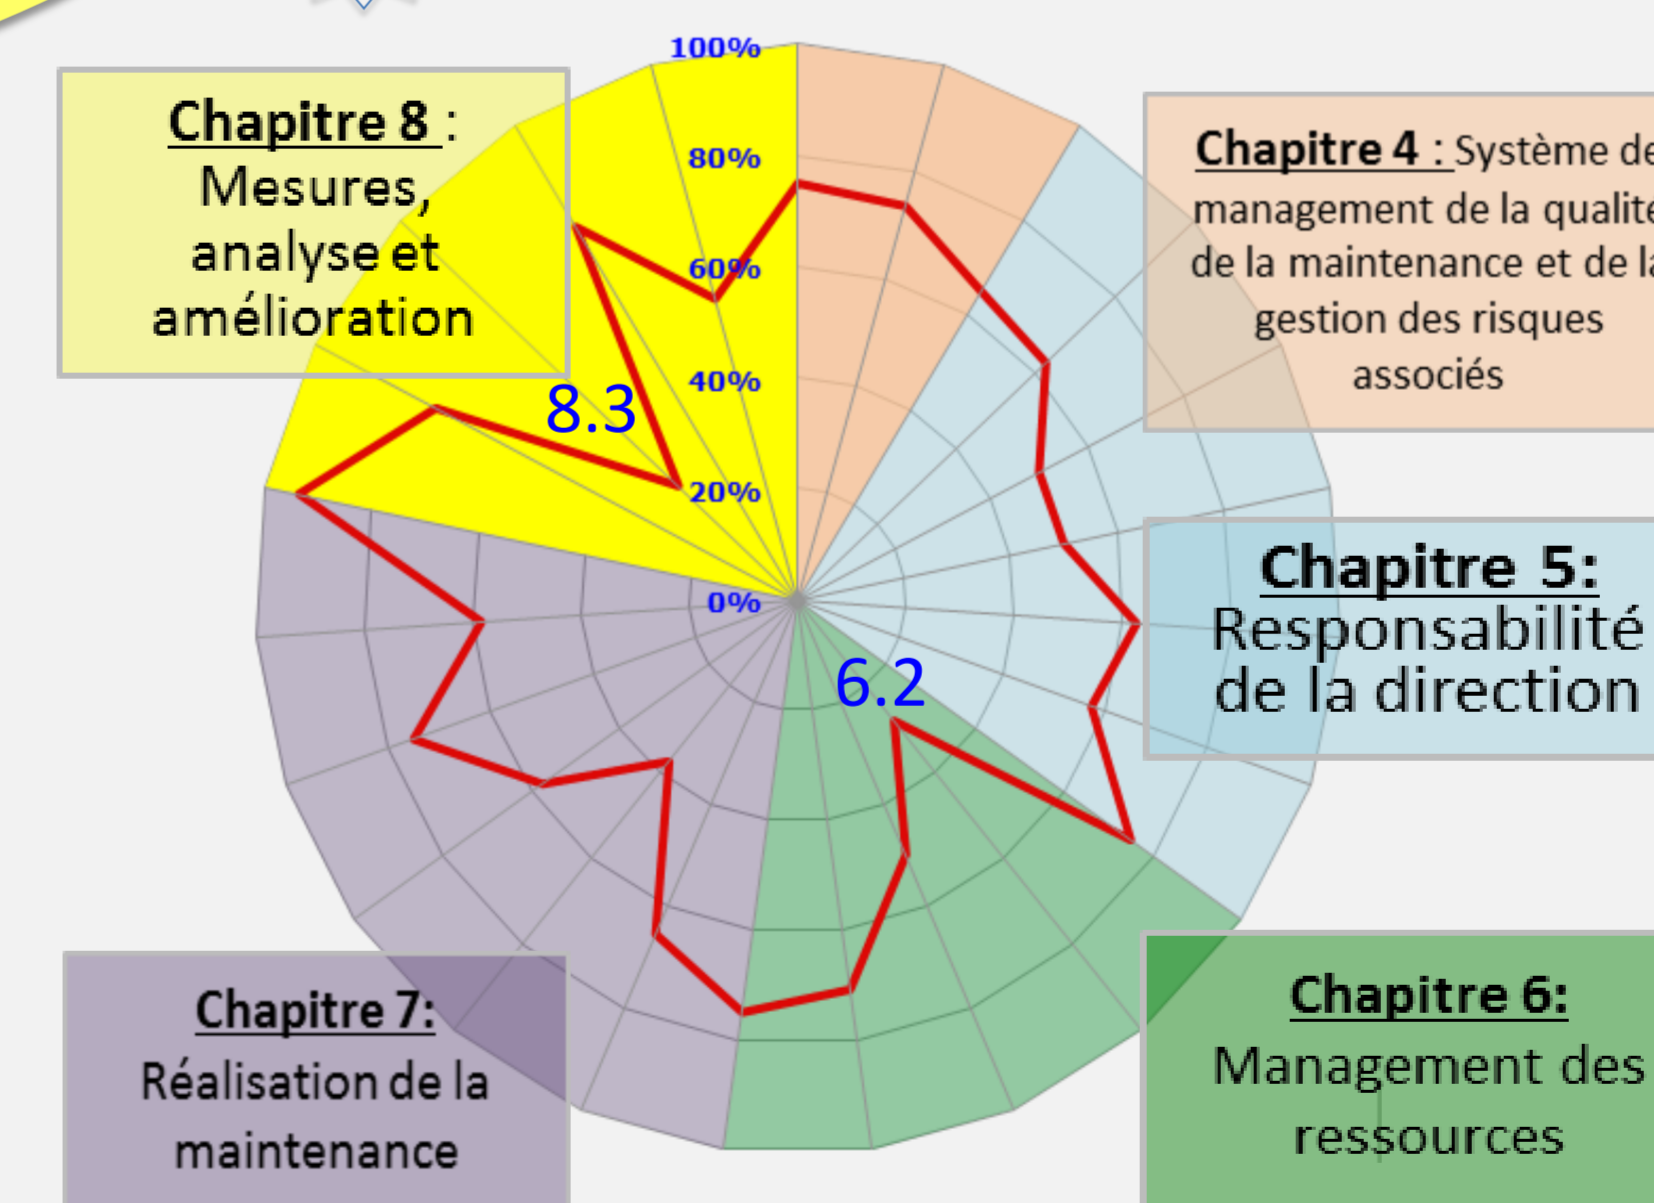 100%
80%
60%
40%
20%
0%
Chapitre 8 :
Mesures,
analyse et
amélioration
8.3
Chapitre 4 : Système de
management de la qualité
de la maintenance et de la
gestion des risques
associés
Chapitre 5:
Responsabilité
de la direction
6.2
Chapitre 7:
Réalisation de la
maintenance
Chapitre 6:
Management des
ressources